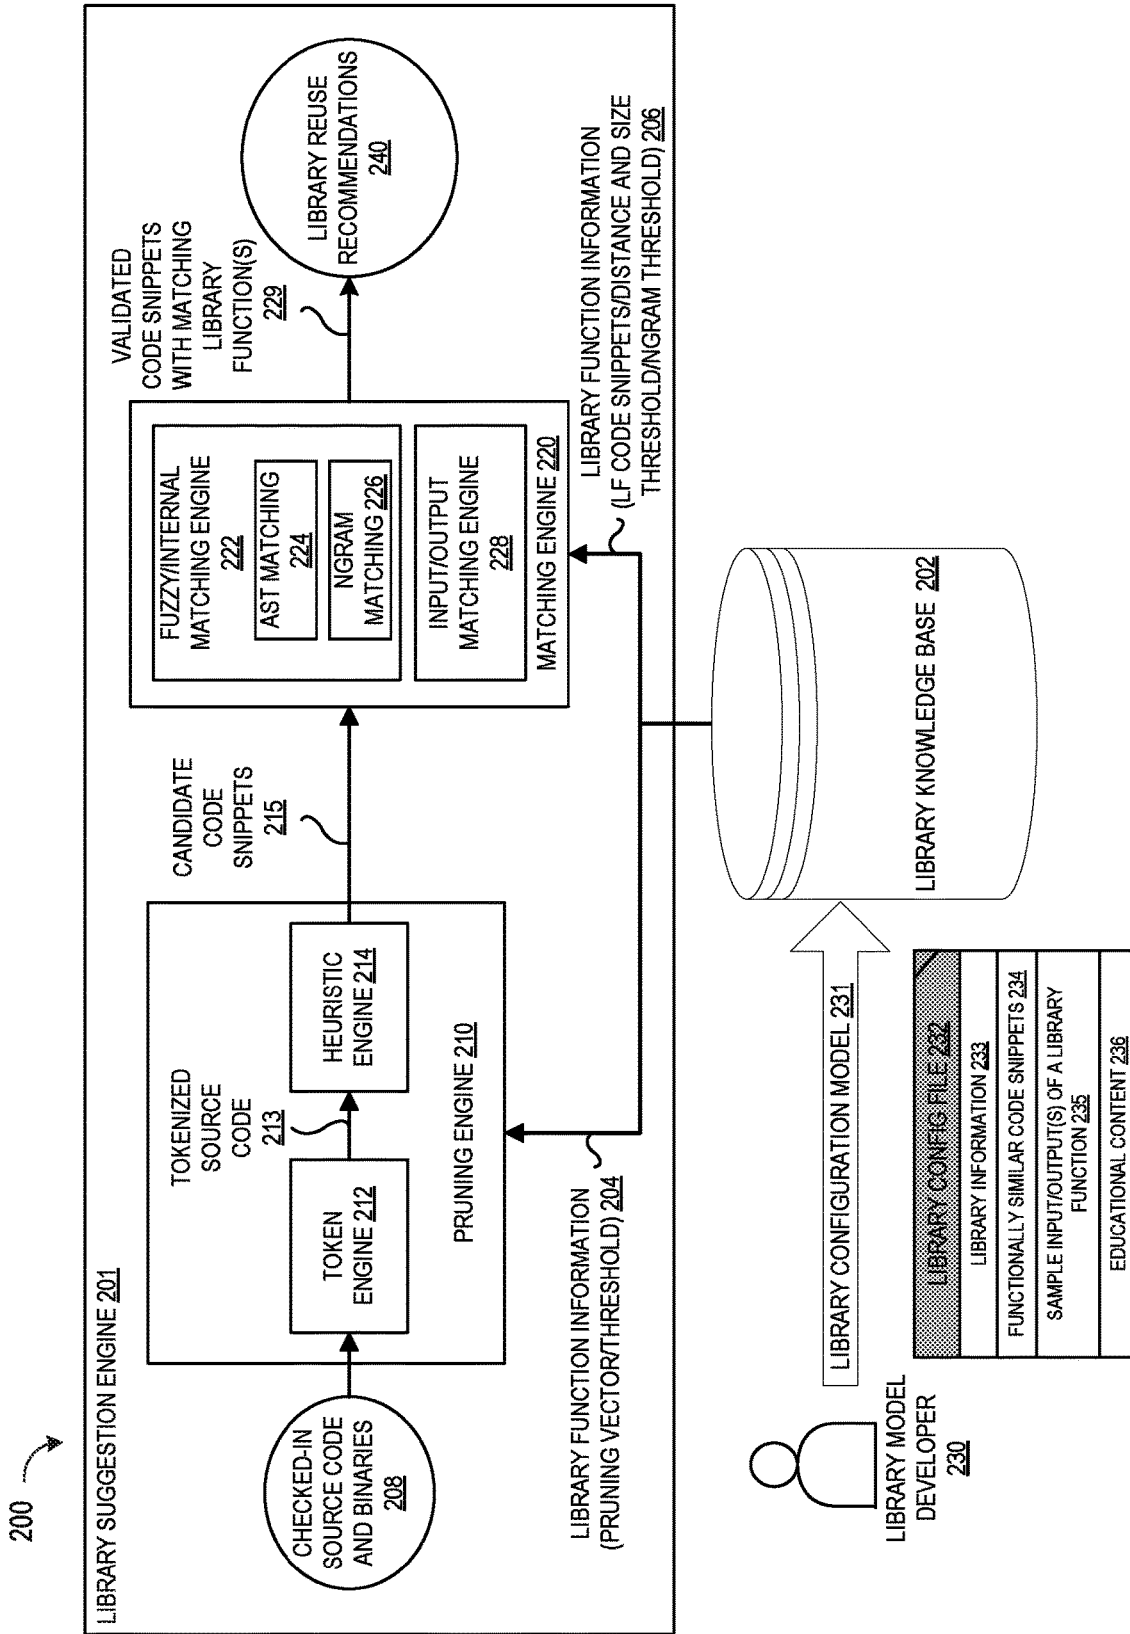 200
LIBRARY SUGGESTION ENGINE 201
CHECKED-IN
SOURCE CODE
AND BINARIES
208
TOKEN
ENGINE 212
TOKENIZED
SOURCE
CODE
213
HEURISTIC
ENGINE 214
PRUNING ENGINE 210
CANDIDATE
CODE
SNIPPETS
215
FUZZY/INTERNAL
MATCHING ENGINE
222
AST MATCHING
224
NGRAM
MATCHING 226
INPUT/OUTPUT
MATCHING ENGINE
228
MATCHING ENGINE 220
VALIDATED
CODE SNIPPETS
WITH MATCHING
LIBRARY
FUNCTION(S)
229
LIBRARY REUSE
RECOMMENDATIONS
240
LIBRARY FUNCTION INFORMATION
(PRUNING VECTOR/THRESHOLD) 204
LIBRARY FUNCTION INFORMATION
(LF CODE SNIPPETS/DISTANCE AND SIZE
THRESHOLD/NGRAM THRESHOLD) 206
LIBRARY MODEL
DEVELOPER
230
LIBRARY CONFIGURATION MODEL 231
LIBRARY CONFIG FILE 232
LIBRARY INFORMATION 233
FUNCTIONALLY SIMILAR CODE SNIPPETS 234
SAMPLE INPUT/OUTPUT(S) OF A LIBRARY
FUNCTION 235
EDUCATIONAL CONTENT 236
LIBRARY KNOWLEDGE BASE 202